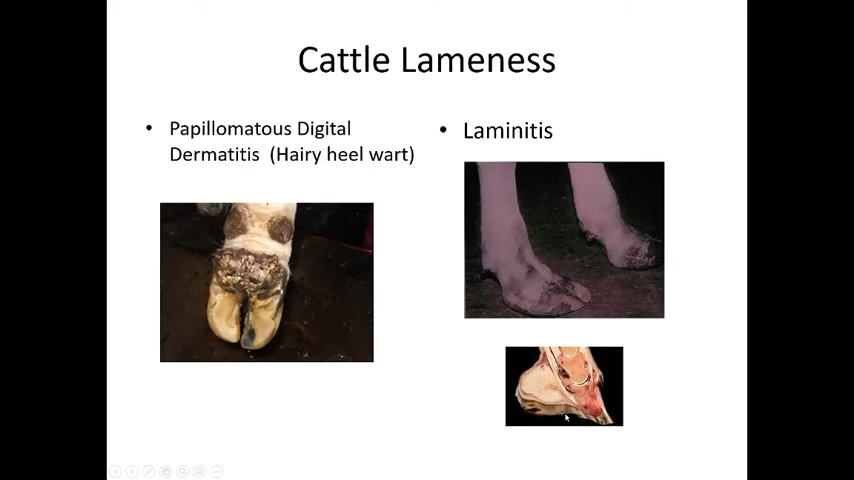 Cattle Lameness
• Papillomatous Digital
Dermatitis (Hairy heel wart)
• Laminitis